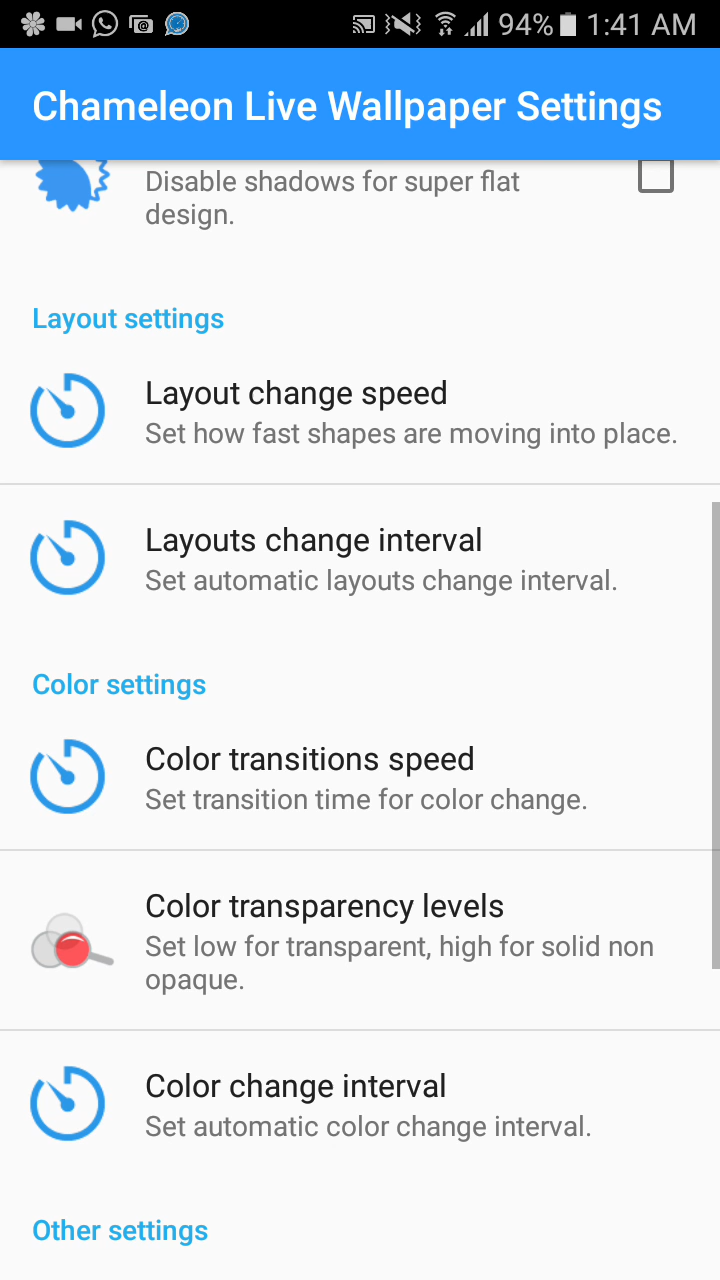 94% 1:41 AM
Chameleon Live Wallpaper Settings
Disable shadows for super flat
design.
Layout settings
Layout change speed
Set how fast shapes are moving into place.
Layouts change interval
Set automatic layouts change interval.
Color settings
Color transitions speed
Set transition time for color change.
Color transparency levels
Set low for transparent, high for solid non
opaque.
Color change interval
Set automatic color change interval.
Other settings